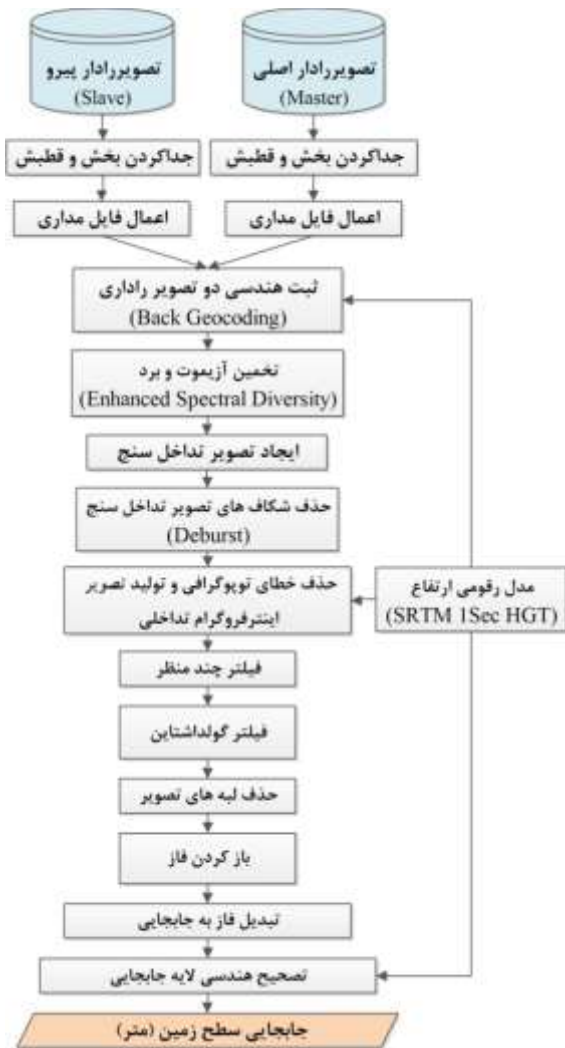 تصویررادار اصلی
(Master)
تصویررادار پیرو
(Slave)
جداکردن بخش و قطبش
جداکردن بخش و قطبش
اعمال فایل مداری
اعمال فایل مداری
ثبت هندسی دو تصویر راداری
(Back Geocoding)
تخمین آزیموت و برد
(Enhanced Spectral Diversity)
ایجاد تصویر تداخل سنج
حذف شکاف های تصویر تداخل سنج
(Deburst)
حذف خطای توپوگرافی و تولید تصویر
اینترفروگرام تداخلی
مدل رقومی ارتفاع
(SRTM 1Sec HGT)
فیلتر چند منظر
فیلتر گولداشتاین
حذف لبه های تصویر
باز کردن فاز
تبدیل فاز به جابجایی
تصحیح هندسی لایه جابجایی
جابجایی سطح زمین (متر)